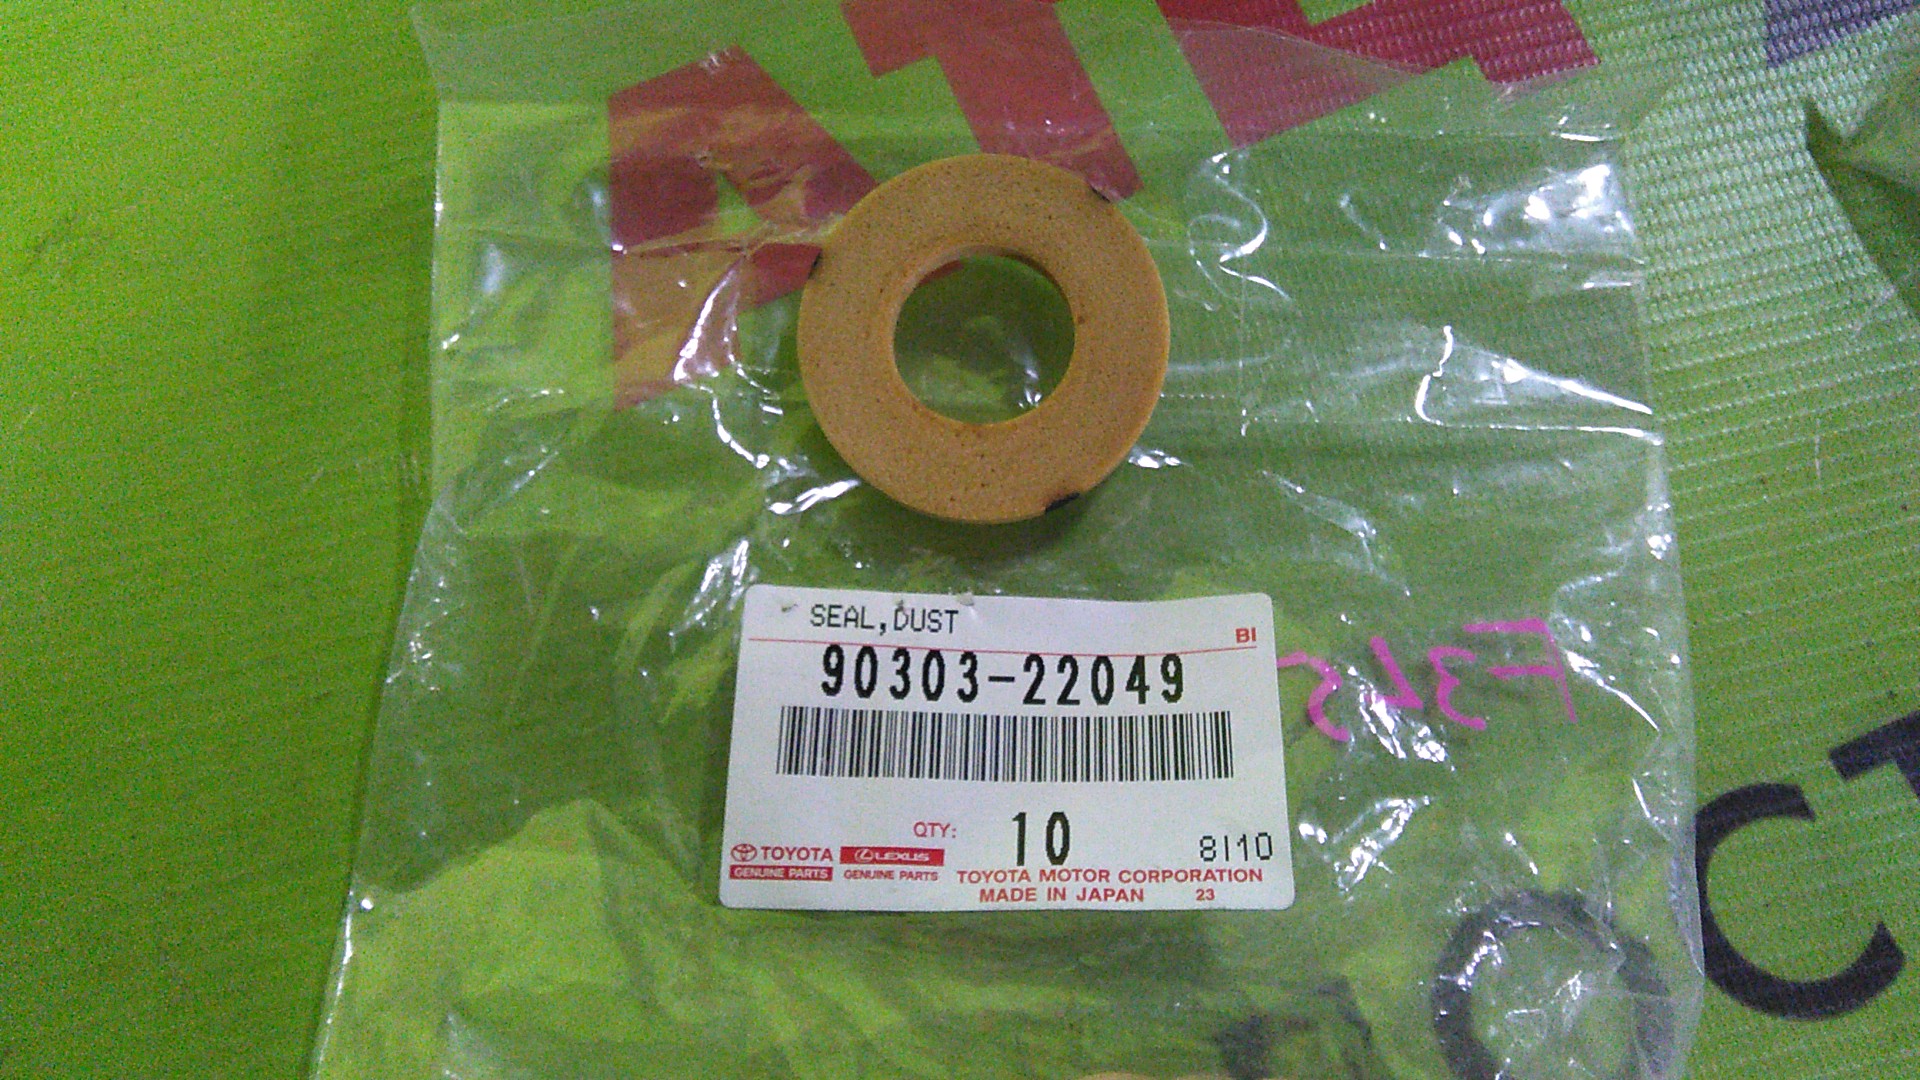 SEAL,DUST
BI
90303-22049
QTY: 10
8I10
TOYOTA
GENUINE PARTS
LEXUS
GENUINE PARTS
TOYOTA MOTOR CORPORATION
MADE IN JAPAN 23